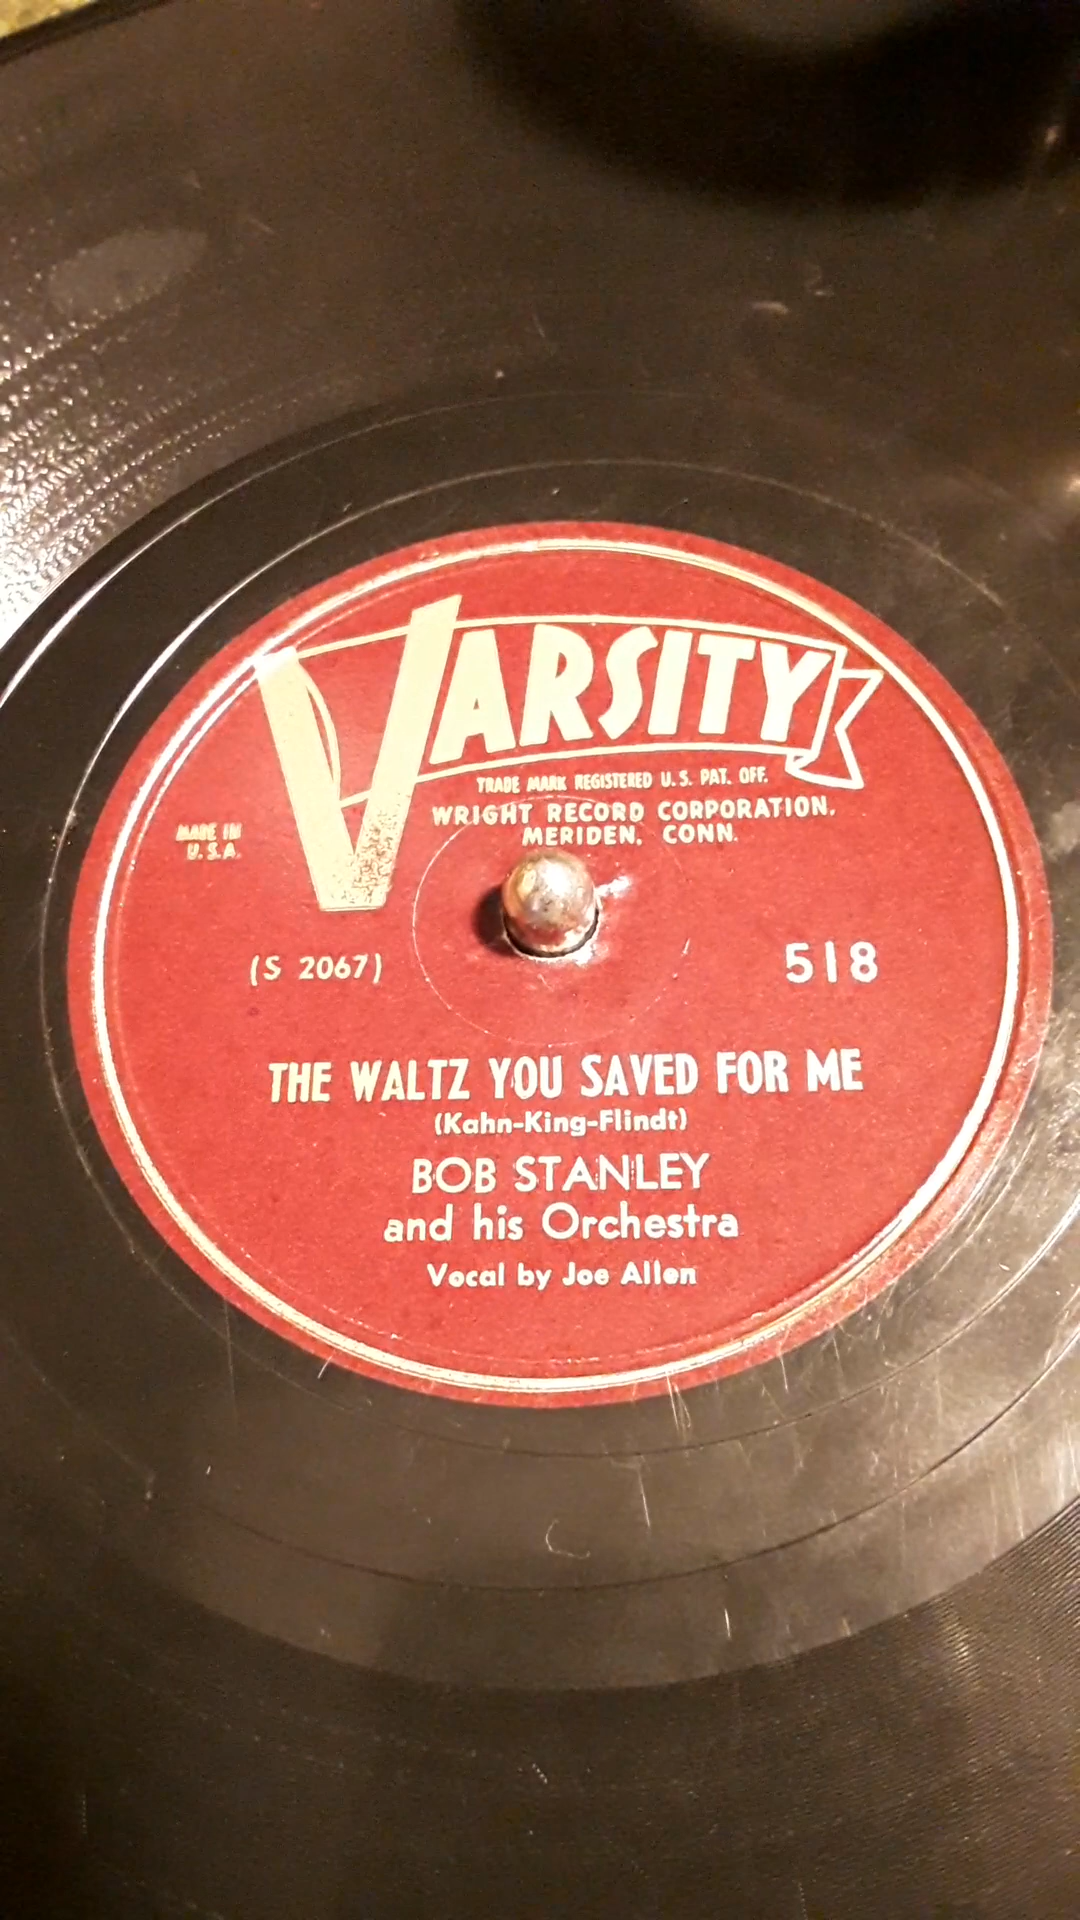 VARSITY
TRADE MARK REGISTERED U.S. PAT. OFF.
WRIGHT RECORD CORPORATION,
MERIDEN, CONN.
MADE IN
U.S.A.
(S 2067)
518
THE WALTZ YOU SAVED FOR ME
(Kahn-King-Flindt)
BOB STANLEY
and his Orchestra
Vocal by Joe Allen